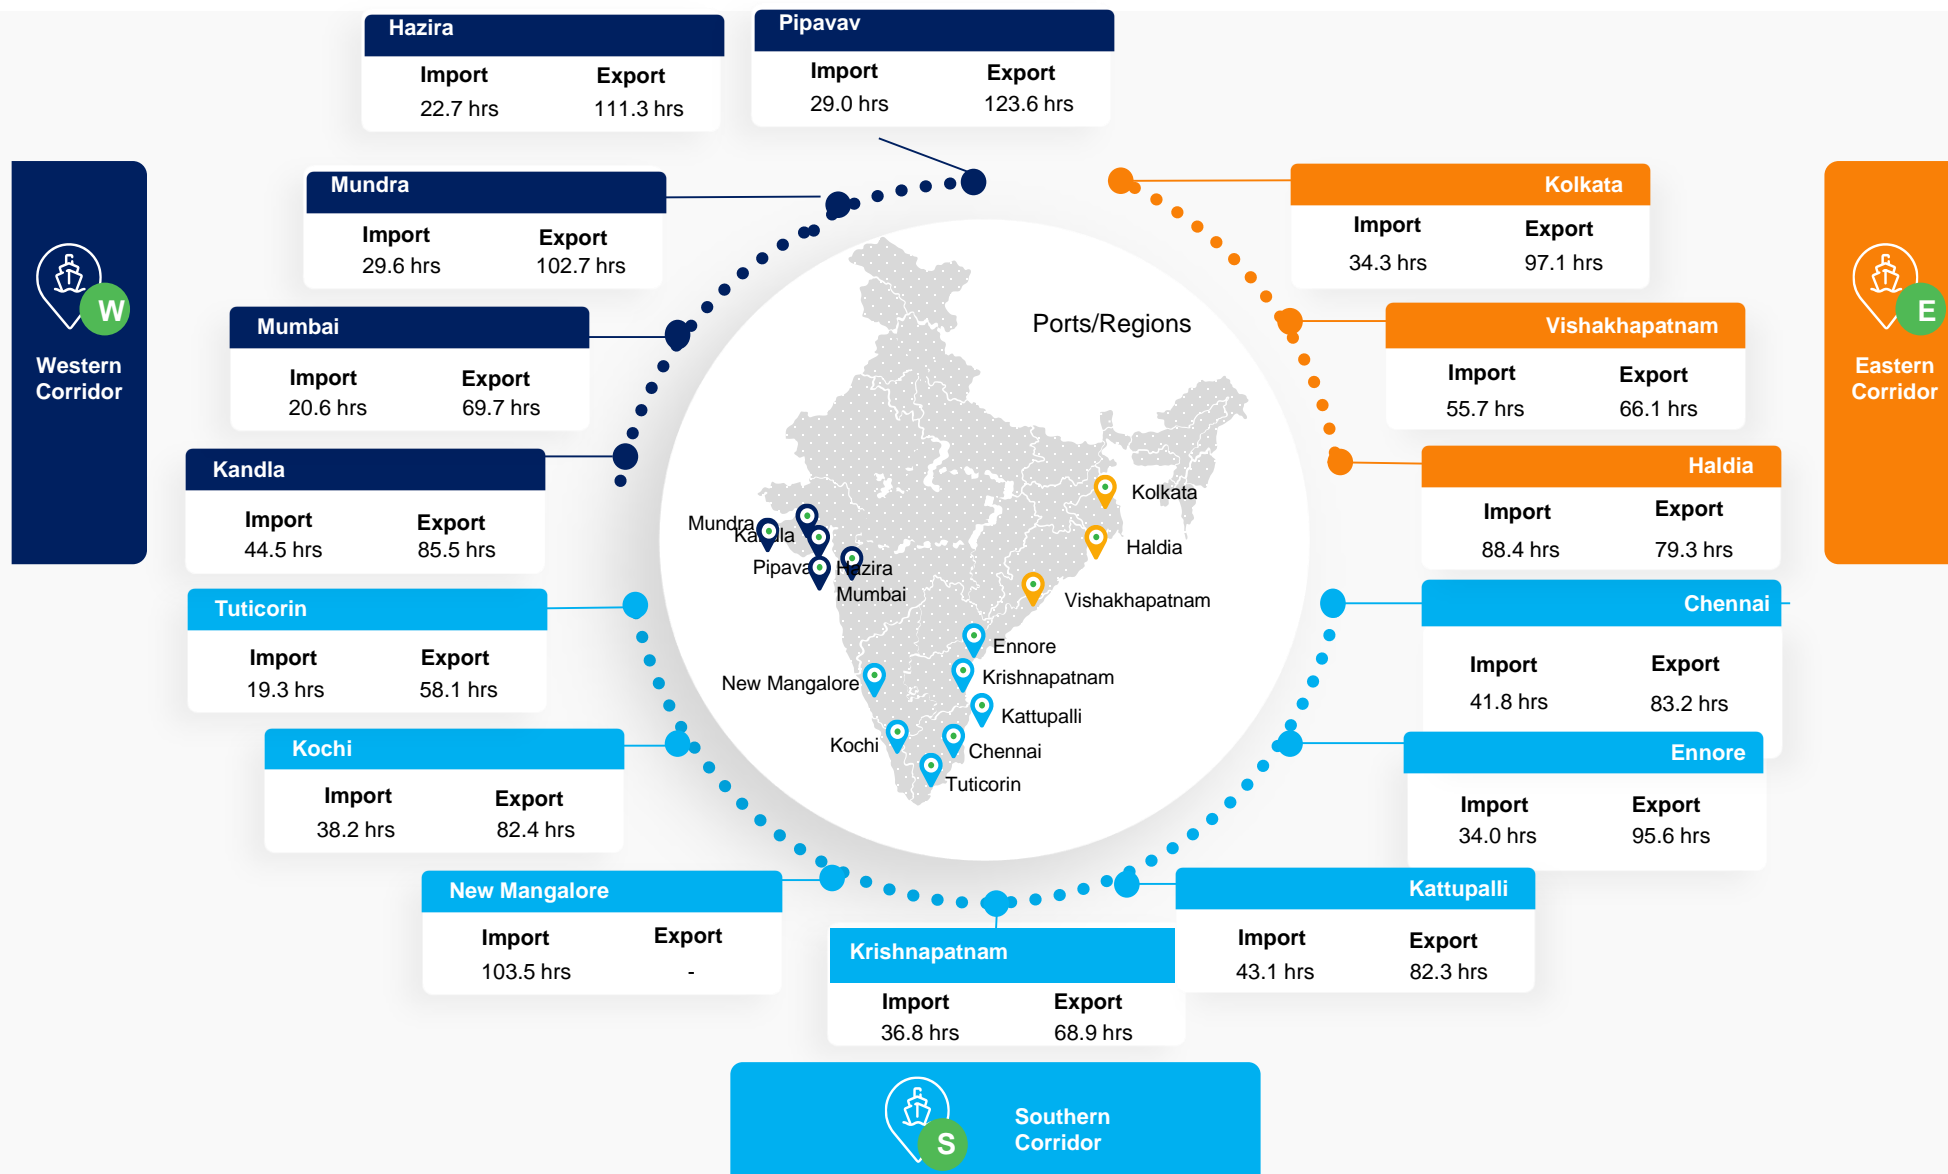 Hazira
Import Export
22.7 hrs 111.3 hrs
Pipavav
Import Export
29.0 hrs 123.6 hrs
Mundra
Import Export
29.6 hrs 102.7 hrs
Mumbai
Import Export
20.6 hrs 69.7 hrs
Kandla
Import Export
44.5 hrs 85.5 hrs
Tuticorin
Import Export
19.3 hrs 58.1 hrs
Kochi
Import Export
38.2 hrs 82.4 hrs
New Mangalore
Import Export
103.5 hrs -
Krishnapatnam
Import Export
36.8 hrs 68.9 hrs
Kolkata
Import Export
34.3 hrs 97.1 hrs
Vishakhapatnam
Import Export
55.7 hrs 66.1 hrs
Haldia
Import Export
88.4 hrs 79.3 hrs
Chennai
Import Export
41.8 hrs 83.2 hrs
Ennore
Import Export
34.0 hrs 95.6 hrs
Kattupalli
Import Export
43.1 hrs 82.3 hrs
W
Western
Corridor
E
Eastern
Corridor
S
Southern
Corridor
Ports/Regions
Mundra
Kandla
Pipava
Hazira
Mumbai
Kolkata
Haldia
Vishakhapatnam
Ennore
New Mangalore
Krishnapatnam
Kattupalli
Kochi
Chennai
Tuticorin